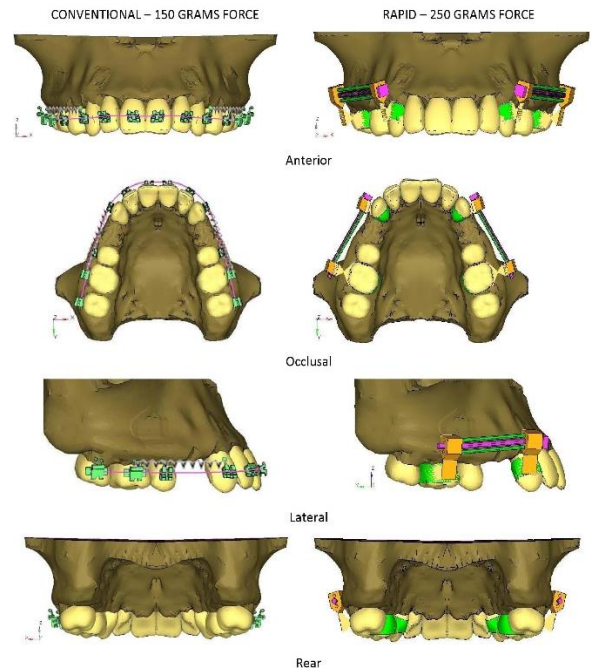 CONVENTIONAL – 150 GRAMS FORCE
RAPID – 250 GRAMS FORCE
Anterior
Occlusal
Lateral
Rear